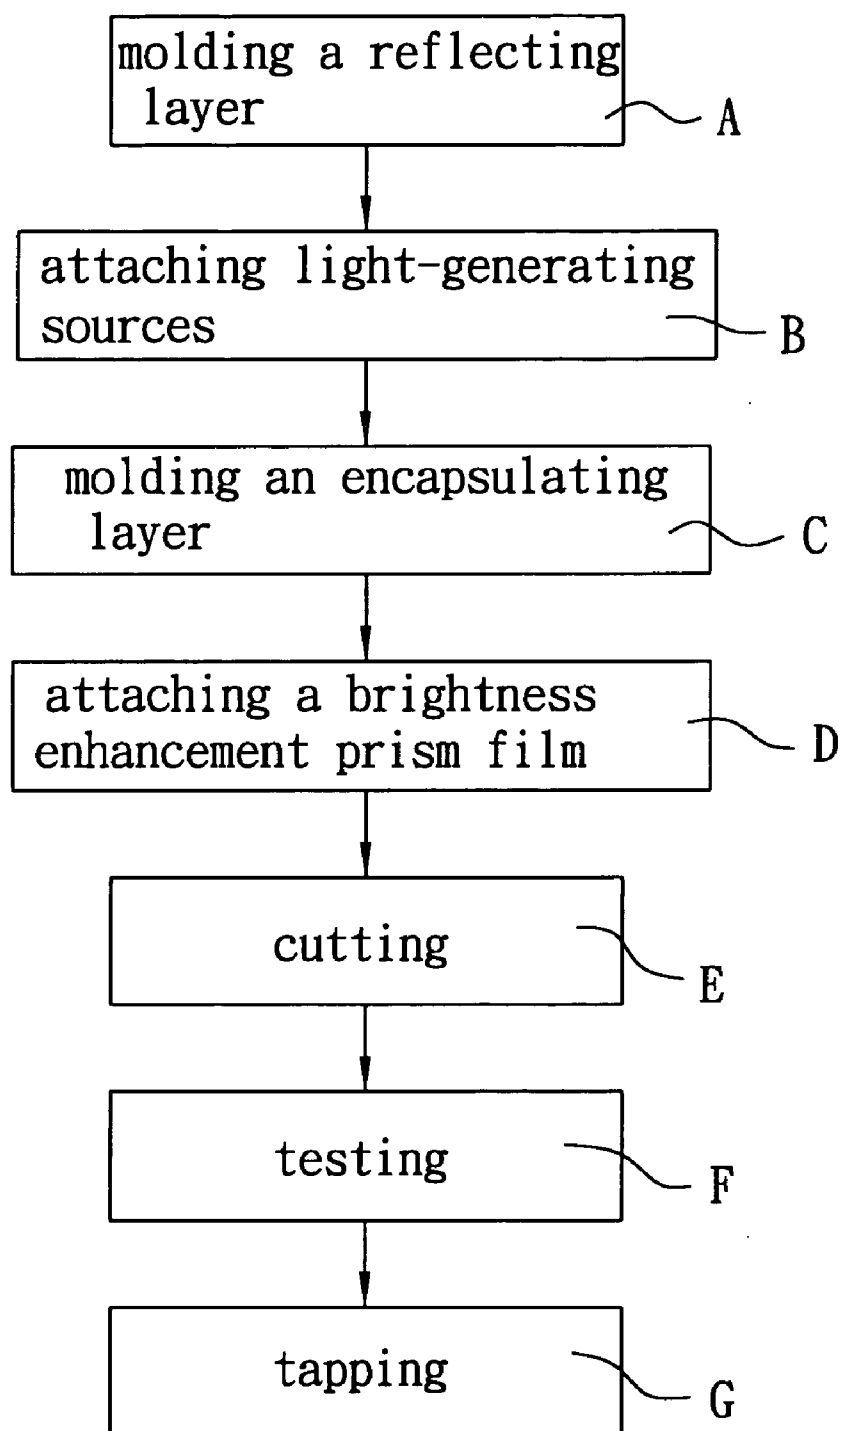 molding a reflecting
layer
A
attaching light-generating
sources
B
molding an encapsulating
layer
C
attaching a brightness
enhancement prism film
D
cutting
E
testing
F
tapping
G